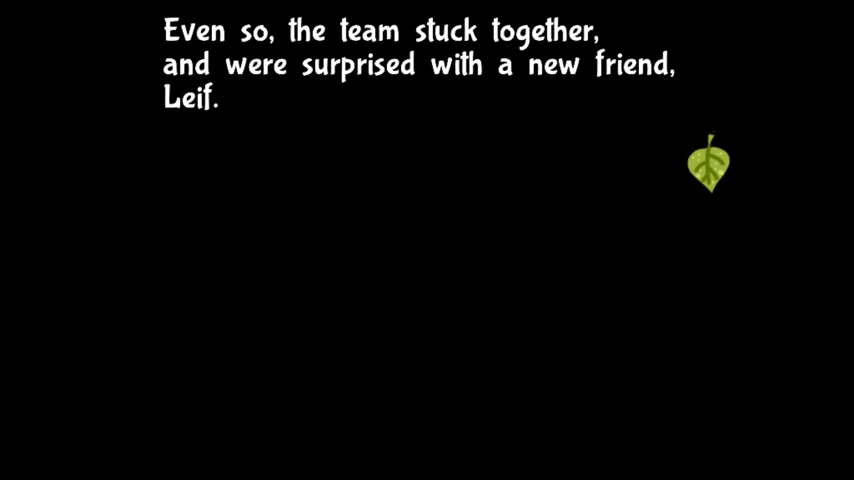 Even so, the team stuck together,
and were surprised with a new friend,
Leif.